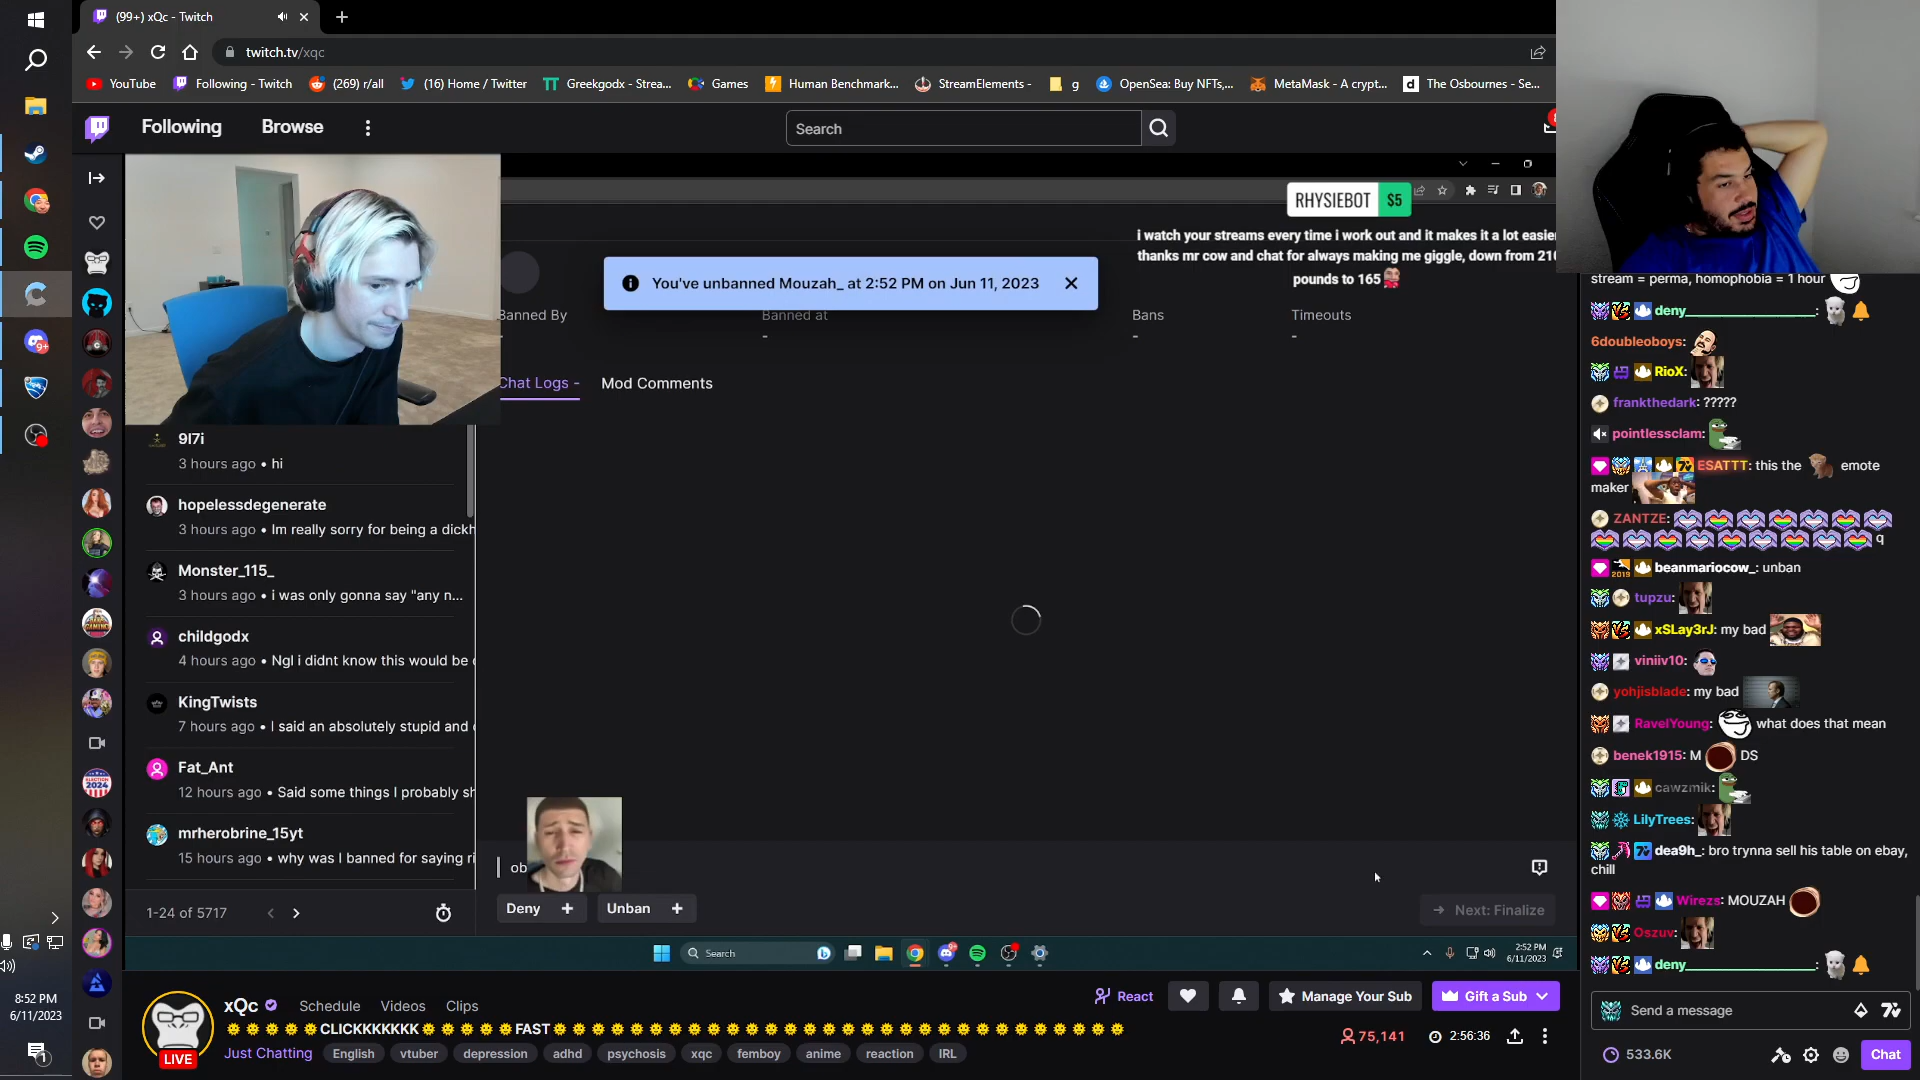 (99+) xQc - Twitch
twitch.tv/xqc
YouTube
Following - Twitch
(269) r/all
(16) Home / Twitter
Greekgodx - Strea...
Games
Human Benchmark...
StreamElements -
g
OpenSea: Buy NFTs,...
MetaMask - A crypt...
The Osbournes - Se...
Following
Browse
Search
RHYSIEBOT $5
i watch your streams every time i work out and it makes it a lot easie
thanks mr cow and chat for always making me giggle, down from 210
pounds to 165
You've unbanned Mouzah_ at 2:52 PM on Jun 11, 2023
Banned By
Banned at
Bans
Timeouts
-
-
-
Chat Logs -
Mod Comments
9l7i
3 hours ago • hi
hopelessdegenerate
3 hours ago • Im really sorry for being a dickh
Monster_115_
3 hours ago • i was only gonna say "any n...
childgodx
4 hours ago • Ngl i didnt know this would be
KingTwists
7 hours ago • I said an absolutely stupid and
Fat_Ant
12 hours ago • Said some things I probably sh
mrherobrine_15yt
15 hours ago • why was I banned for saying ri
1-24 of 5717
ob
Deny +
Unban +
Next: Finalize
Search
2:52 PM
6/11/2023
xQc
Schedule
Videos
Clips
React
Manage Your Sub
Gift a Sub
CLICKKKKKKK FAST
LIVE
Just Chatting
English
vtuber
depression
adhd
psychosis
xqc
femboy
anime
reaction
IRL
75,141
2:56:36
stream = perma, homophobia = 1 hour
deny________________:
6doubleoboys:
RioX:
frankthedark: ?????
pointlessclam:
ESATTT: this the emote
maker
ZANTZE:
q
beanmariocow_: unban
tupzu:
xSLay3rJ: my bad
viniiv10:
yohjisblade: my bad
RavelYoung: what does that mean
benek1915: M DS
cawzmik:
LilyTrees:
dea9h_: bro trynna sell his table on ebay,
chill
Wirezs: MOUZAH
Oszuv:
deny________________:
Send a message
533.6K
Chat
8:52 PM
6/11/2023
1
9+
ELECTION
2024
GAMING